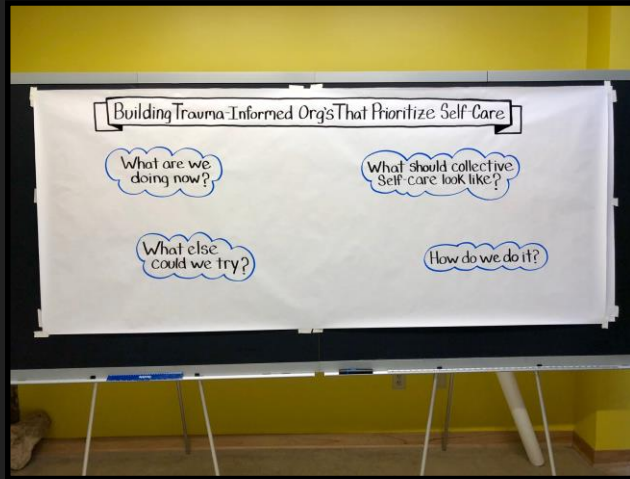 Building Trauma-Informed Org's That Prioritize Self-Care
What are we
doing now?
What should collective
Self-care look like?
What else
could we try?
How do we do it?